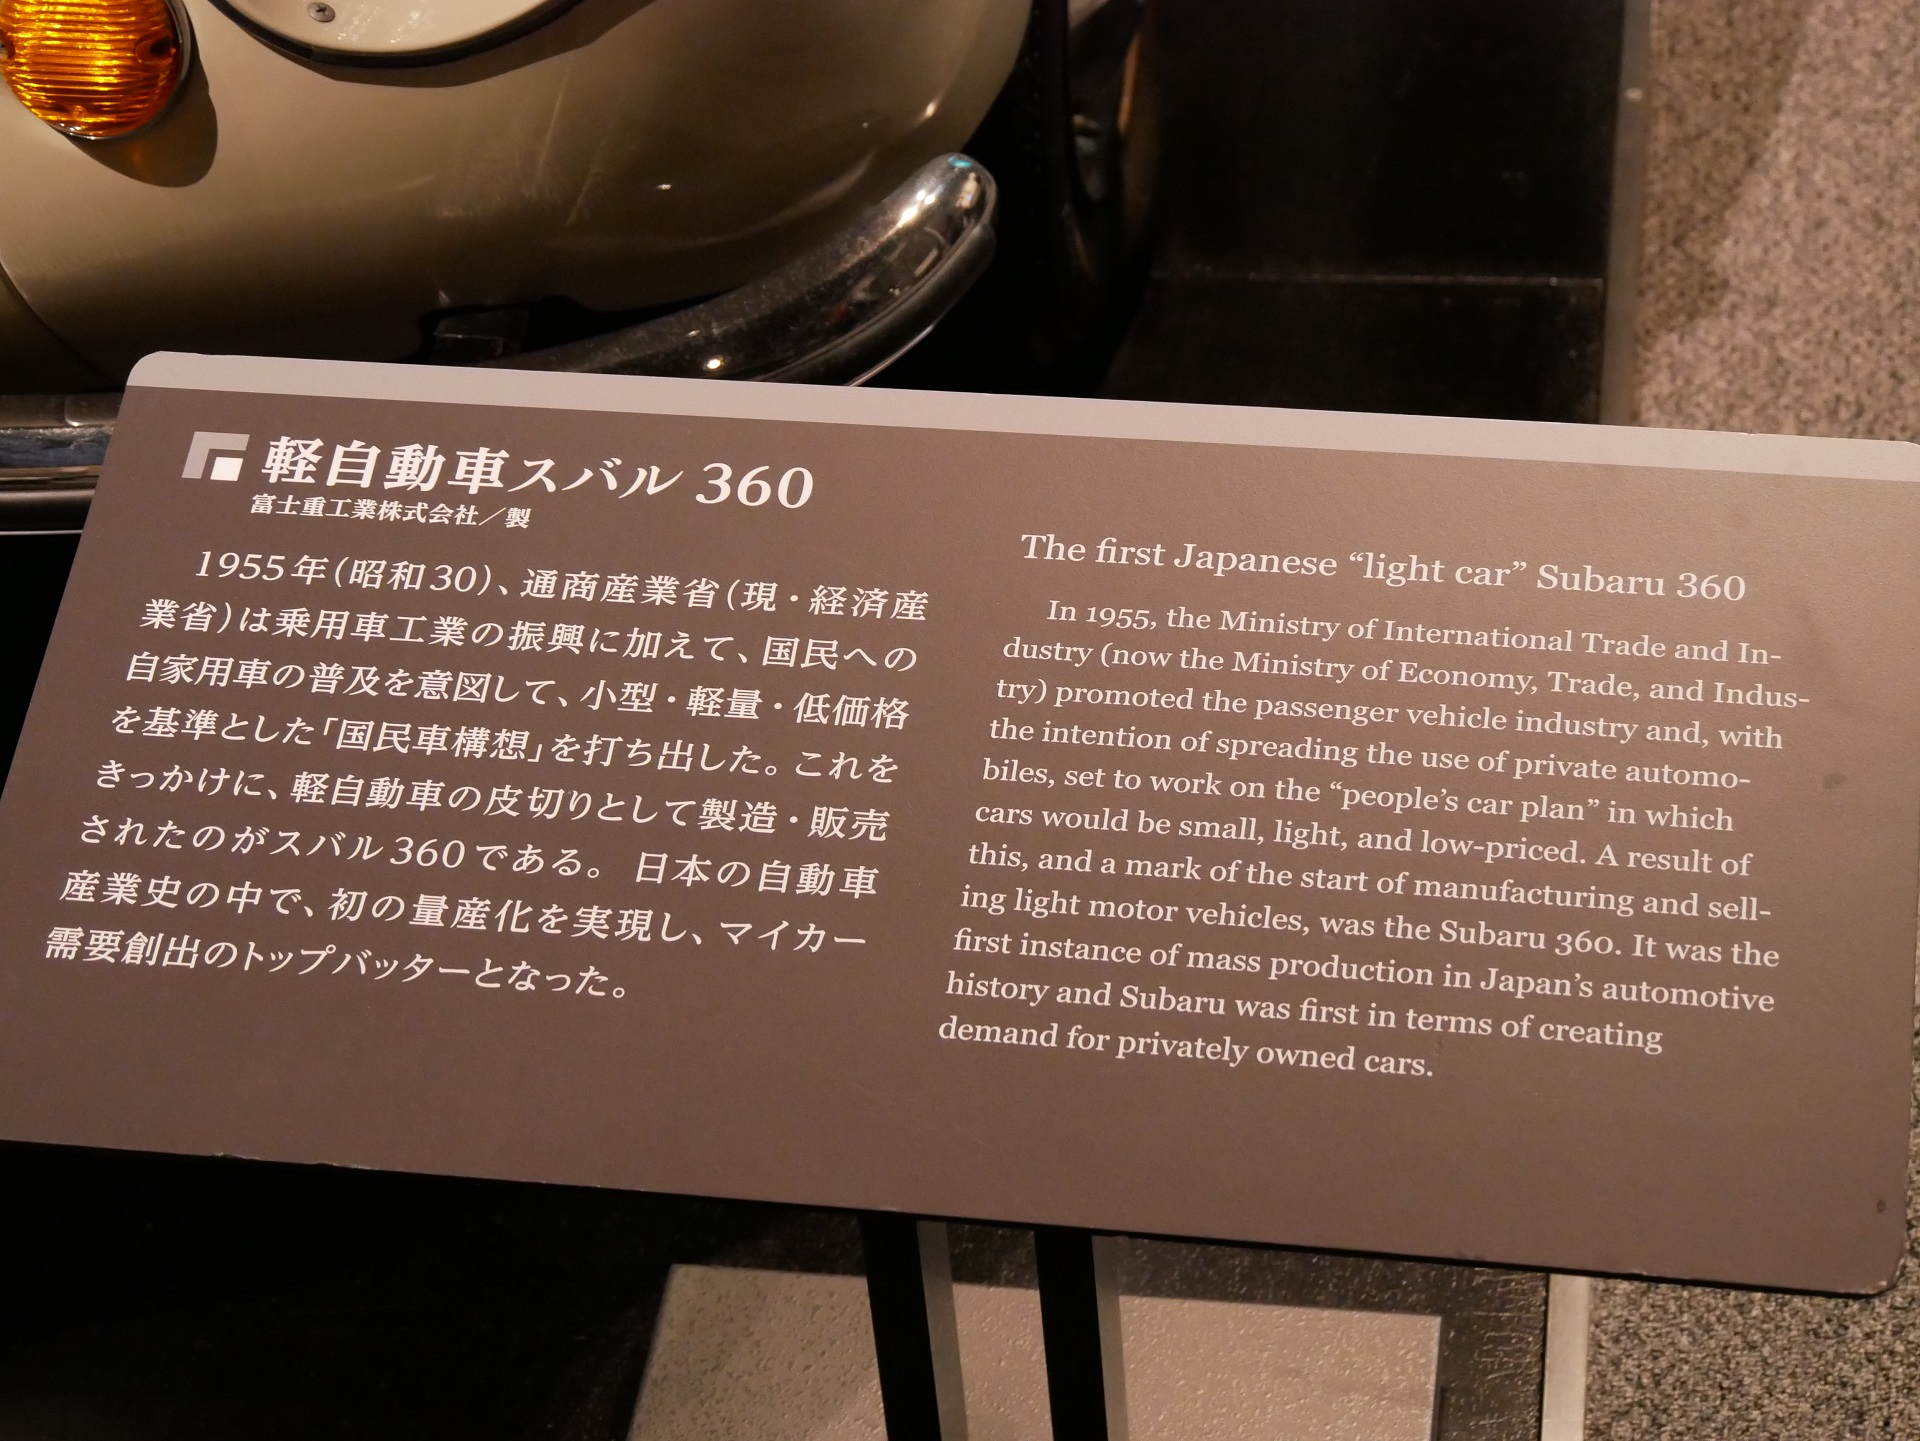 軽自動車スバル 360
富士重工業株式会社／製
1955年(昭和30)、通商産業省(現・経済産
業省)は乗用車工業の振興に加えて、国民への
自家用車の普及を意図して、小型・軽量・低価格
を基準とした「国民車構想」を打ち出した。これを
きっかけに、軽自動車の皮切りとして製造・販売
されたのがスバル360である。 日本の自動車
産業史の中で、初の量産化を実現し、マイカー
需要創出のトップバッターとなった。
The first Japanese “light car” Subaru 360
In 1955, the Ministry of International Trade and In-
dustry (now the Ministry of Economy, Trade, and Indus-
try) promoted the passenger vehicle industry and, with
the intention of spreading the use of private automo-
biles, set to work on the “people’s car plan” in which
cars would be small, light, and low-priced. A result of
this, and a mark of the start of manufacturing and sell-
ing light motor vehicles, was the Subaru 360. It was the
first instance of mass production in Japan’s automotive
history and Subaru was first in terms of creating
demand for privately owned cars.